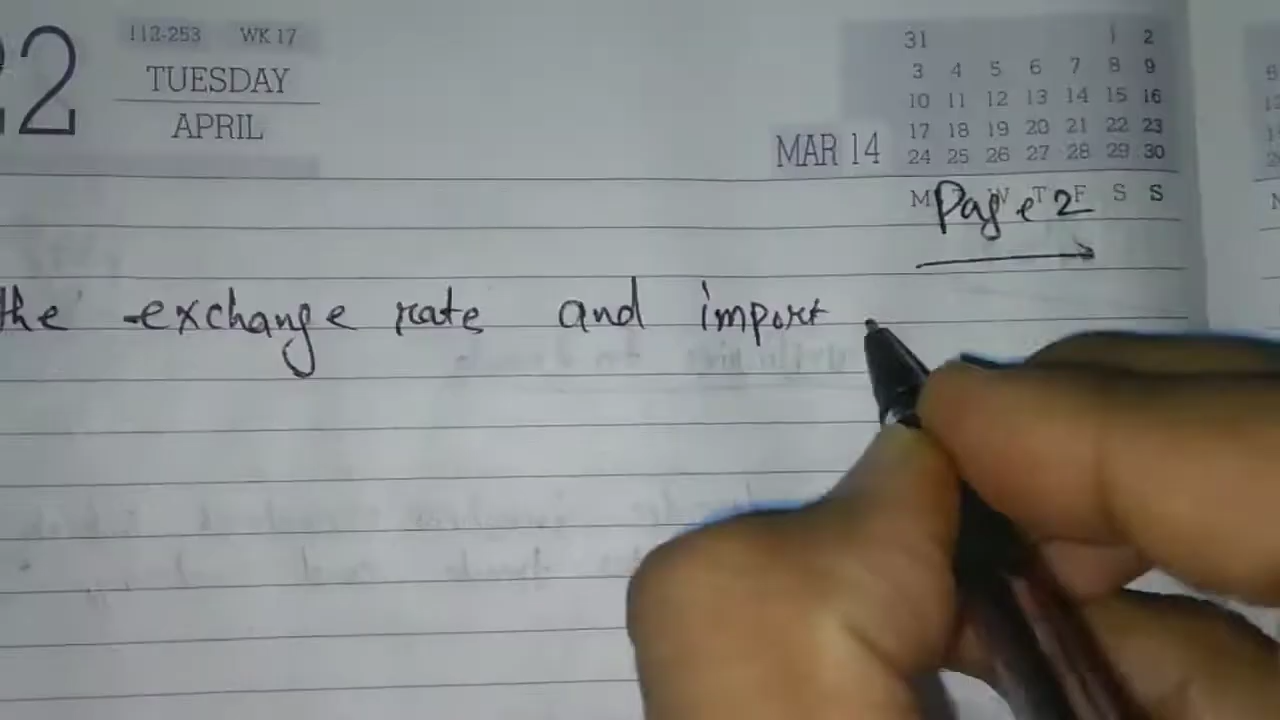 22
112-253 WK 17
TUESDAY
APRIL
MAR 14
31 1 2
3 4 5 6 7 8 9
10 11 12 13 14 15 16
17 18 19 20 21 22 23
24 25 26 27 28 29 30
M W T F S S
Page 2
the exchange rate and import